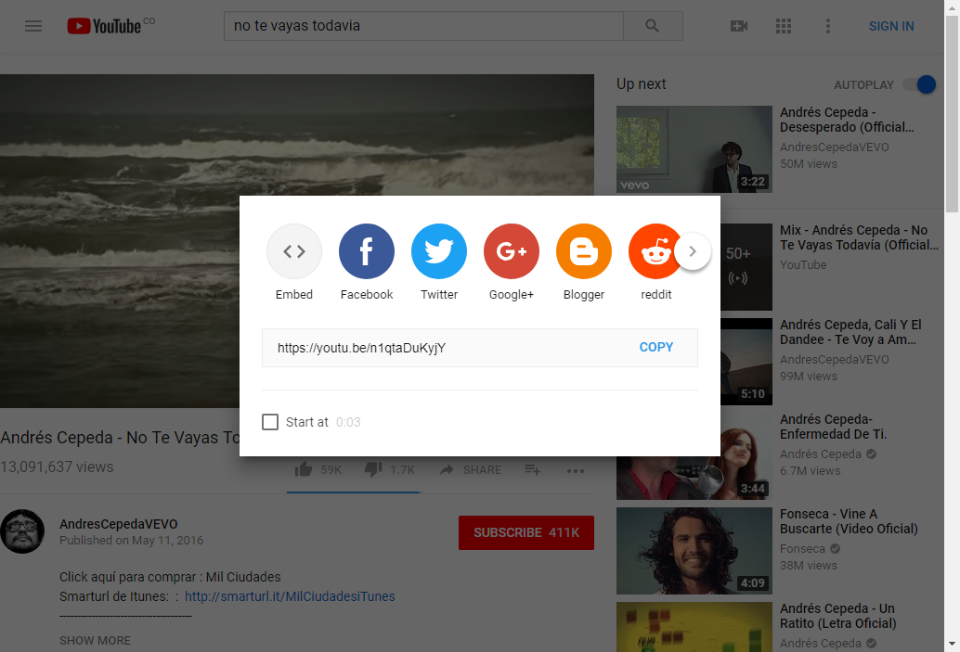 YouTube CO
no te vayas todavia
SIGN IN
Up next
AUTOPLAY
Andrés Cepeda -
Desesperado (Official...
AndresCepedaVEVO
50M views
vevo
3:22
50+
Mix - Andrés Cepeda - No
Te Vayas Todavía (Official...
YouTube
Andrés Cepeda, Cali Y El
Dandee - Te Voy a Am...
AndresCepedaVEVO
99M views
5:10
Andrés Cepeda-
Enfermedad De Ti.
Andrés Cepeda
6.7M views
3:44
Fonseca - Vine A
Buscarte (Video Oficial)
Fonseca
38M views
4:09
Andrés Cepeda - Un
Ratito (Letra Oficial)
Andrés Cepeda
Embed
Facebook
Twitter
G+
Google+
Blogger
reddit
https://youtu.be/n1qtaDuKyjY
COPY
Start at 0:03
Andrés Cepeda - No Te Vayas To
13,091,637 views
59K
1.7K
SHARE
AndresCepedaVEVO
Published on May 11, 2016
SUBSCRIBE 411K
Click aquí para comprar : Mil Ciudades
Smarturl de Itunes: : http://smarturl.it/MilCiudadesiTunes
------------------------------------
SHOW MORE